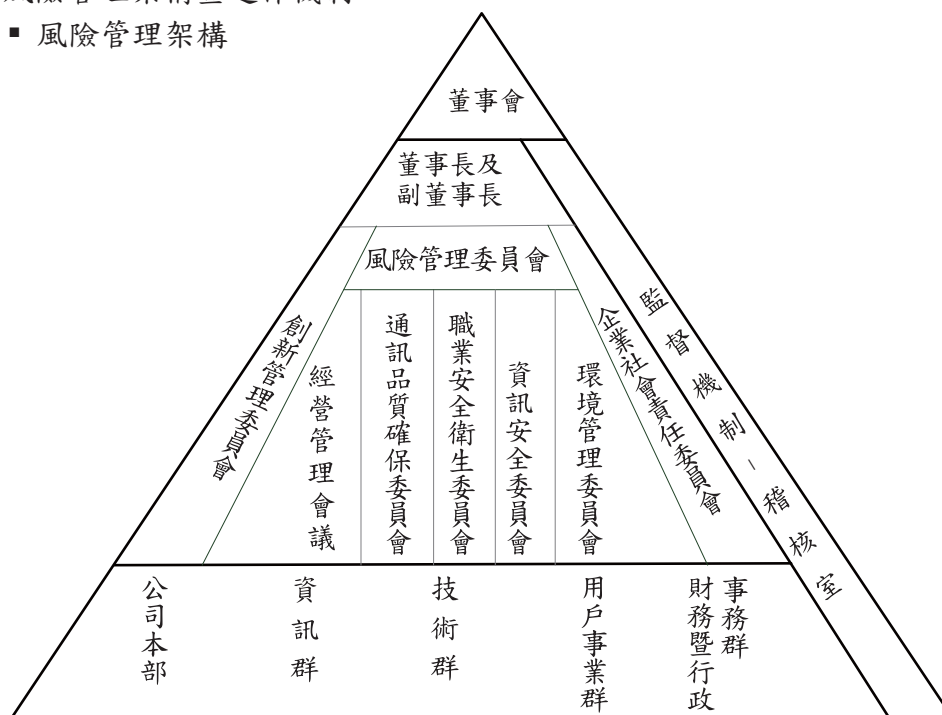 ▪ 風險管理架構
董事會
董事長及
副董事長
風險管理委員會
創新管理委員會
經營管理會議
通訊品質確保委員會
職業安全衛生委員會
資訊安全委員會
環境管理委員會
企業社會責任委員會
監督機制-稽核室
公司本部
資訊群
技術群
用戶事業群
財務暨行政
事務群